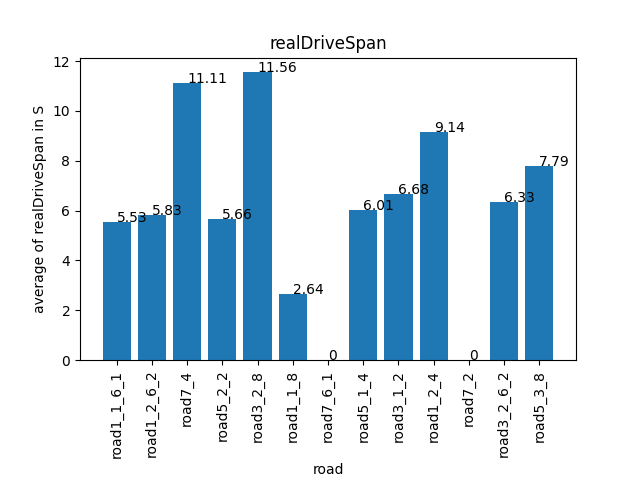 realDriveSpan
average of realDriveSpan in S
12
10
8
6
4
2
0
5.53
5.83
11.11
5.66
11.56
2.64
0
6.01
6.68
9.14
0
6.33
7.79
road1_1_6_1
road1_2_6_2
road7_4
road5_2_2
road3_2_8
road1_1_8
road7_6_1
road5_1_4
road3_1_2
road1_2_4
road7_2
road3_2_6_2
road5_3_8
road